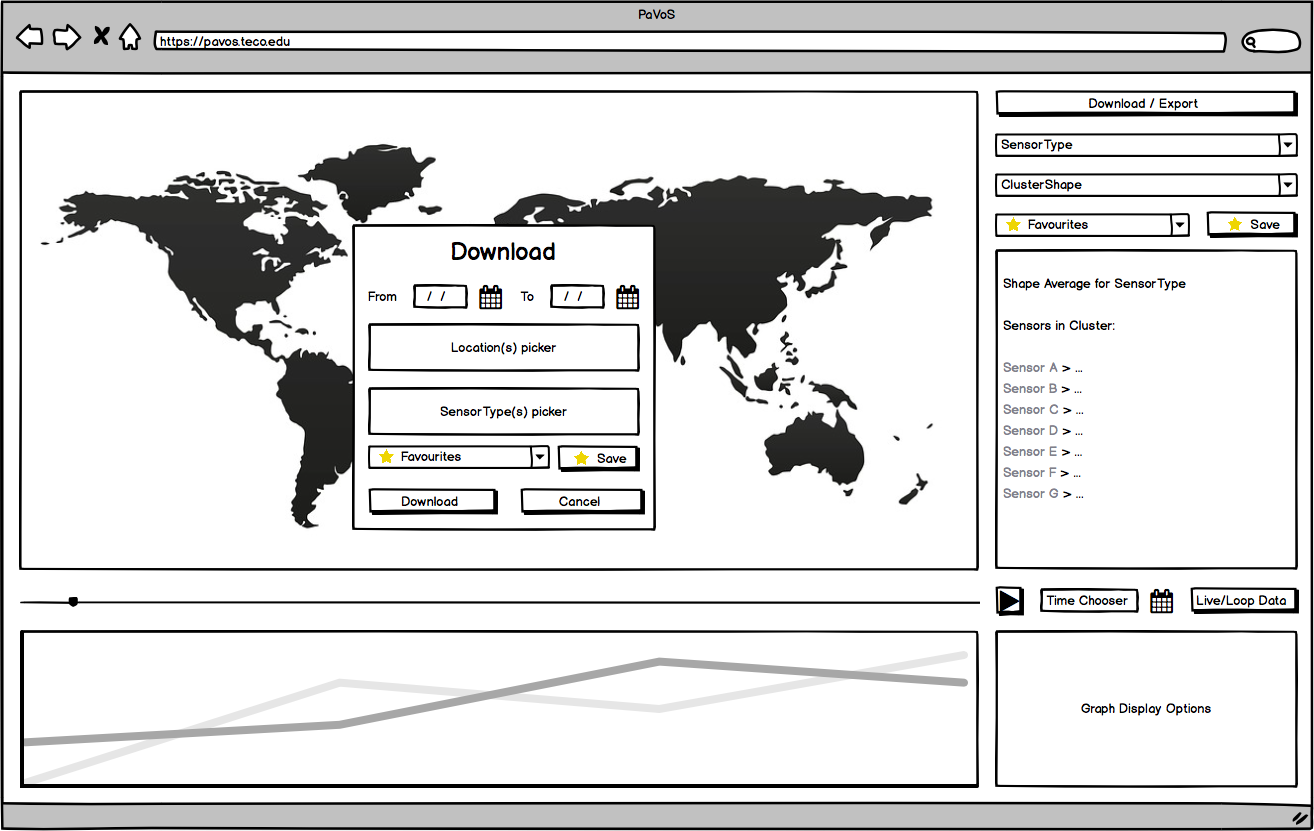 PaVoS
https://pavos.teco.edu
Download / Export
SensorType
ClusterShape
Favourites
Save
Shape Average for SensorType
Sensors in Cluster:
Sensor A > ...
Sensor B > ...
Sensor C > ...
Sensor D > ...
Sensor E > ...
Sensor F > ...
Sensor G > ...
Download
From / / To / /
Location(s) picker
SensorType(s) picker
Favourites
Save
Download
Cancel
Time Chooser
Live/Loop Data
Graph Display Options